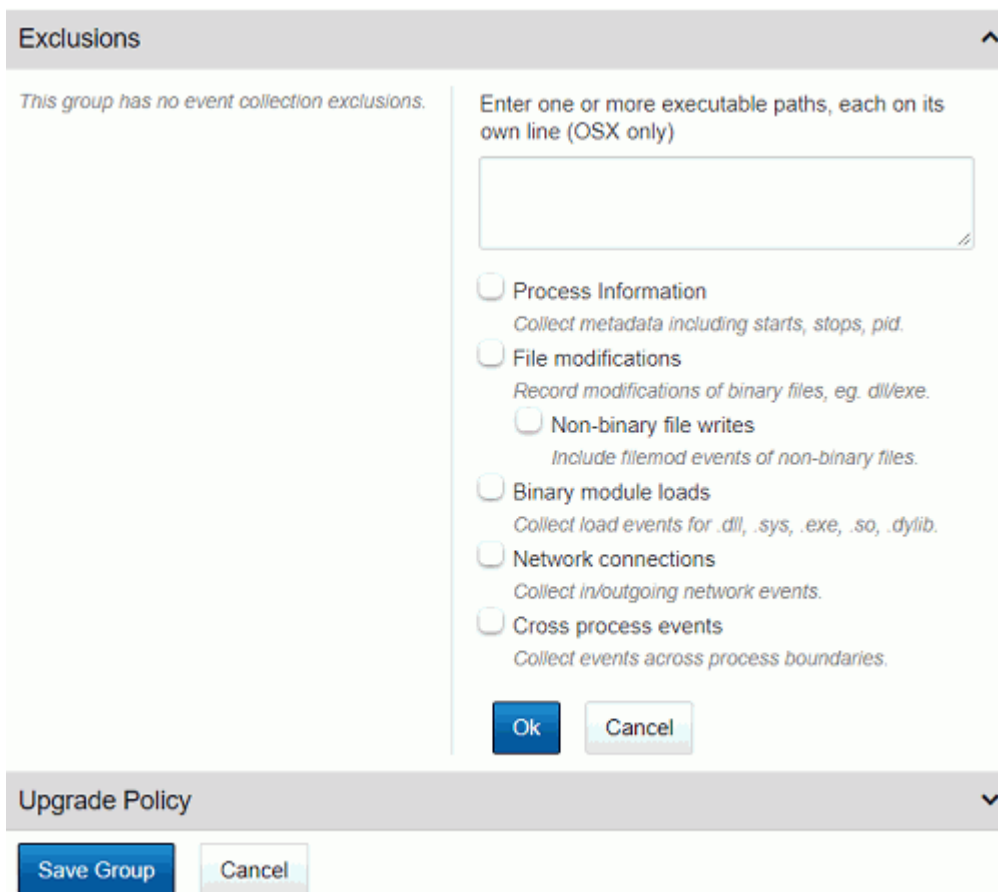 Exclusions
This group has no event collection exclusions.
Enter one or more executable paths, each on its
own line (OSX only)
Process Information
Collect metadata including starts, stops, pid.
File modifications
Record modifications of binary files, eg. dll/exe.
Non-binary file writes
Include filemod events of non-binary files.
Binary module loads
Collect load events for .dll, .sys, .exe, .so, .dylib.
Network connections
Collect in/outgoing network events.
Cross process events
Collect events across process boundaries.
Ok Cancel
Upgrade Policy
Save Group Cancel